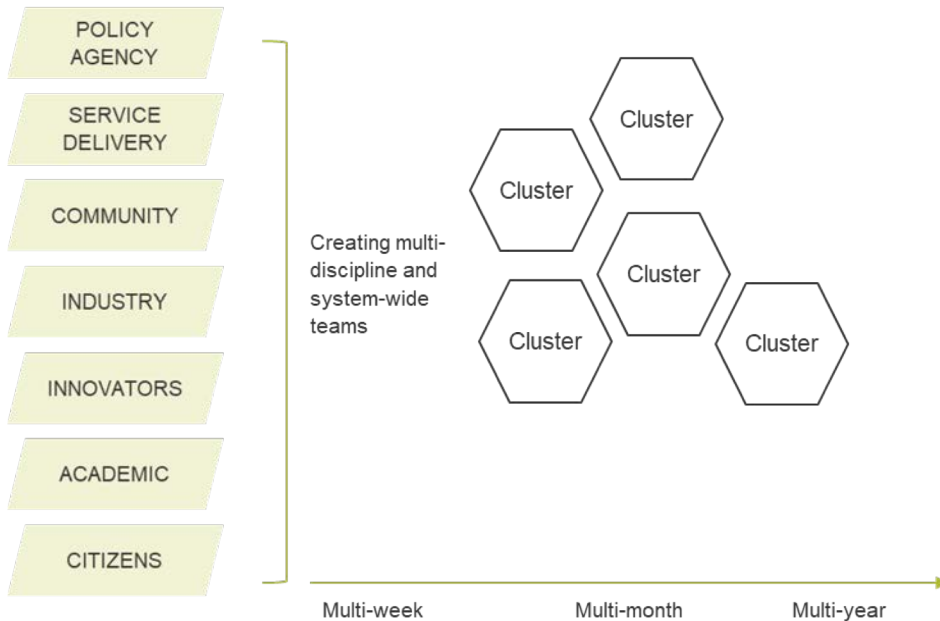 POLICY
AGENCY
SERVICE
DELIVERY
COMMUNITY
INDUSTRY
INNOVATORS
ACADEMIC
CITIZENS
Creating multi-
discipline and
system-wide
teams
Cluster
Cluster
Cluster
Cluster
Cluster
Multi-week
Multi-month
Multi-year